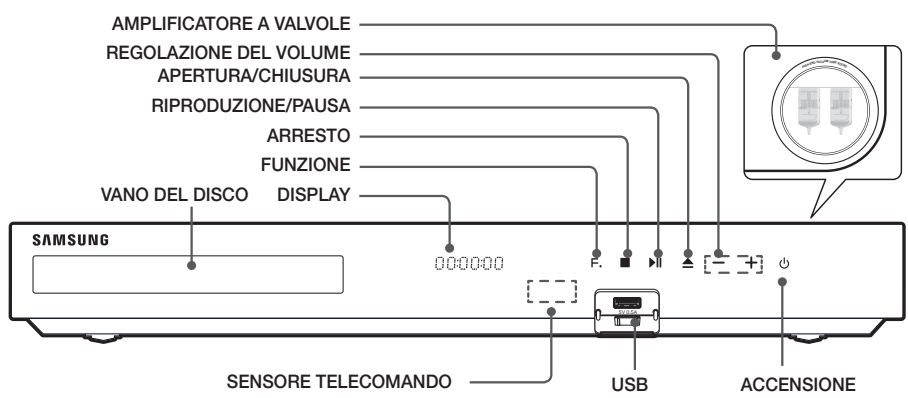 AMPLIFICATORE A VALVOLE
REGOLAZIONE DEL VOLUME
APERTURA/CHIUSURA
RIPRODUZIONE/PAUSA
ARRESTO
FUNZIONE
VANO DEL DISCO DISPLAY
SAMSUNG
00:00:00
F.
5V 0.5A
SENSORE TELECOMANDO
USB
ACCENSIONE